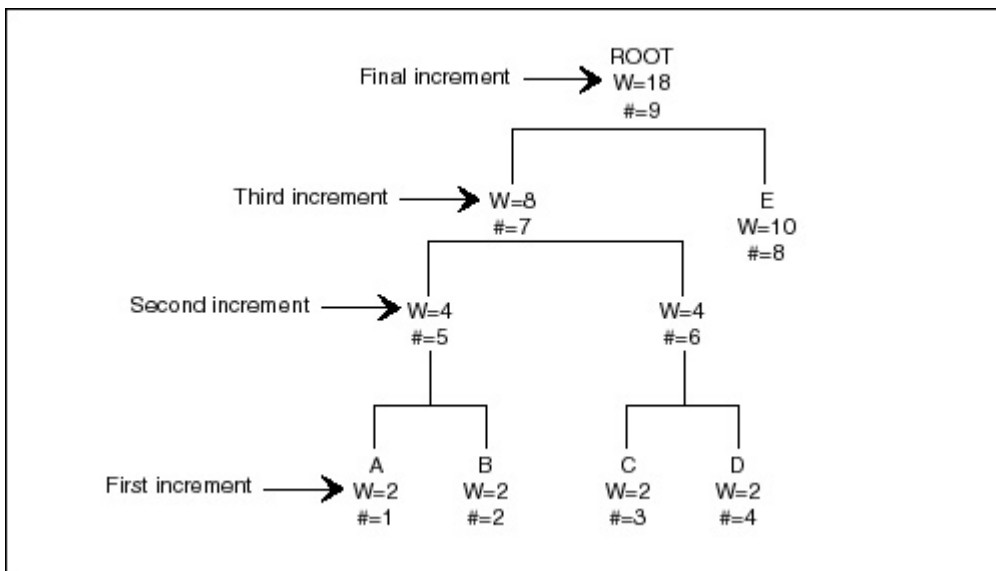 ROOT
Final increment
W=18
#=9
Third increment
W=8
#=7
E
W=10
#=8
Second increment
W=4
#=5
W=4
#=6
First increment
A
W=2
#=1
B
W=2
#=2
C
W=2
#=3
D
W=2
#=4